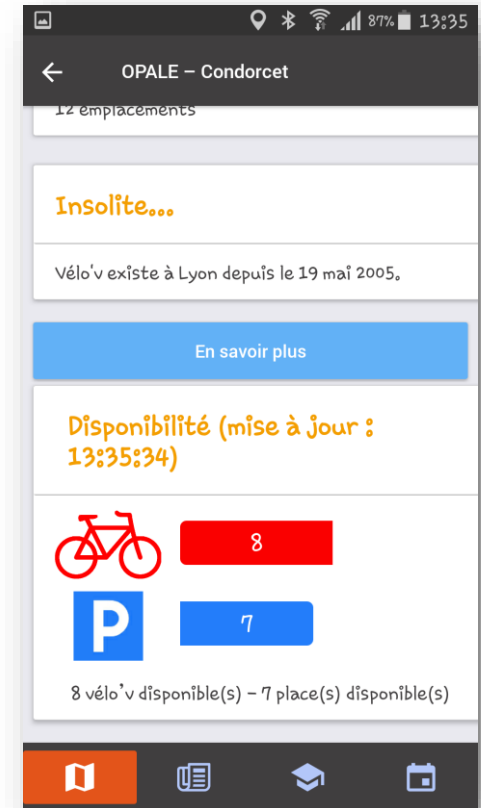 87% 13:35
OPALE – Condorcet
12 emplacements
Insolite...
Vélo'v existe à Lyon depuis le 19 mai 2005.
En savoir plus
Disponibilité (mise à jour :
13:35:34)
8
P
7
8 vélo'v disponible(s) – 7 place(s) disponible(s)